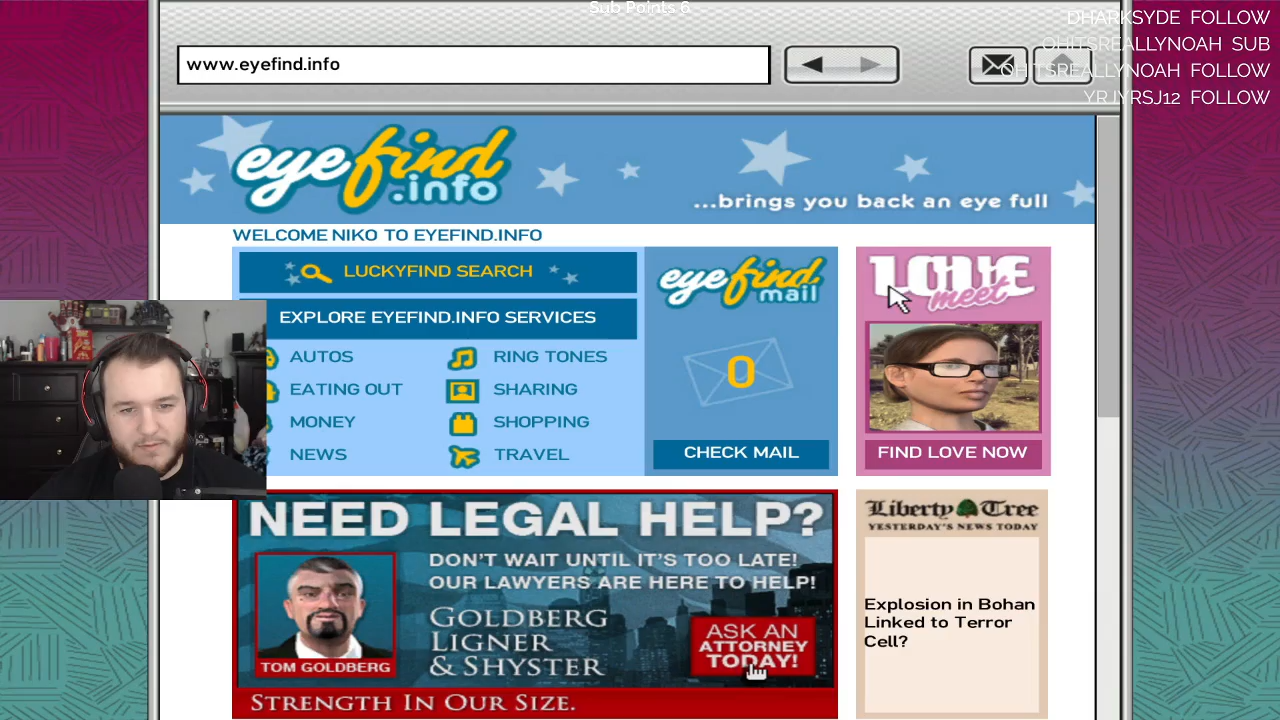 Sub Points 6
DHARKSYDE FOLLOW
OHITSREALLYNOAH SUB
OHITSREALLYNOAH FOLLOW
YR IYRSJ12 FOLLOW
www.eyefind.info
eyefind
.info
...brings you back an eye full
WELCOME NIKO TO EYEFIND.INFO
LUCKYFIND SEARCH
EXPLORE EYEFIND.INFO SERVICES
AUTOS
RING TONES
EATING OUT
SHARING
MONEY
SHOPPING
NEWS
TRAVEL
eyefind
mail
0
CHECK MAIL
LOVE
meet
FIND LOVE NOW
NEED LEGAL HELP?
DON'T WAIT UNTIL IT'S TOO LATE!
OUR LAWYERS ARE HERE TO HELP!
GOLDBERG
LIGNER
& SHYSTER
TOM GOLDBERG
ASK AN
ATTORNEY
TODAY!
STRENGTH IN OUR SIZE.
Liberty Tree
YESTERDAY'S NEWS TODAY
Explosion in Bohan
Linked to Terror
Cell?